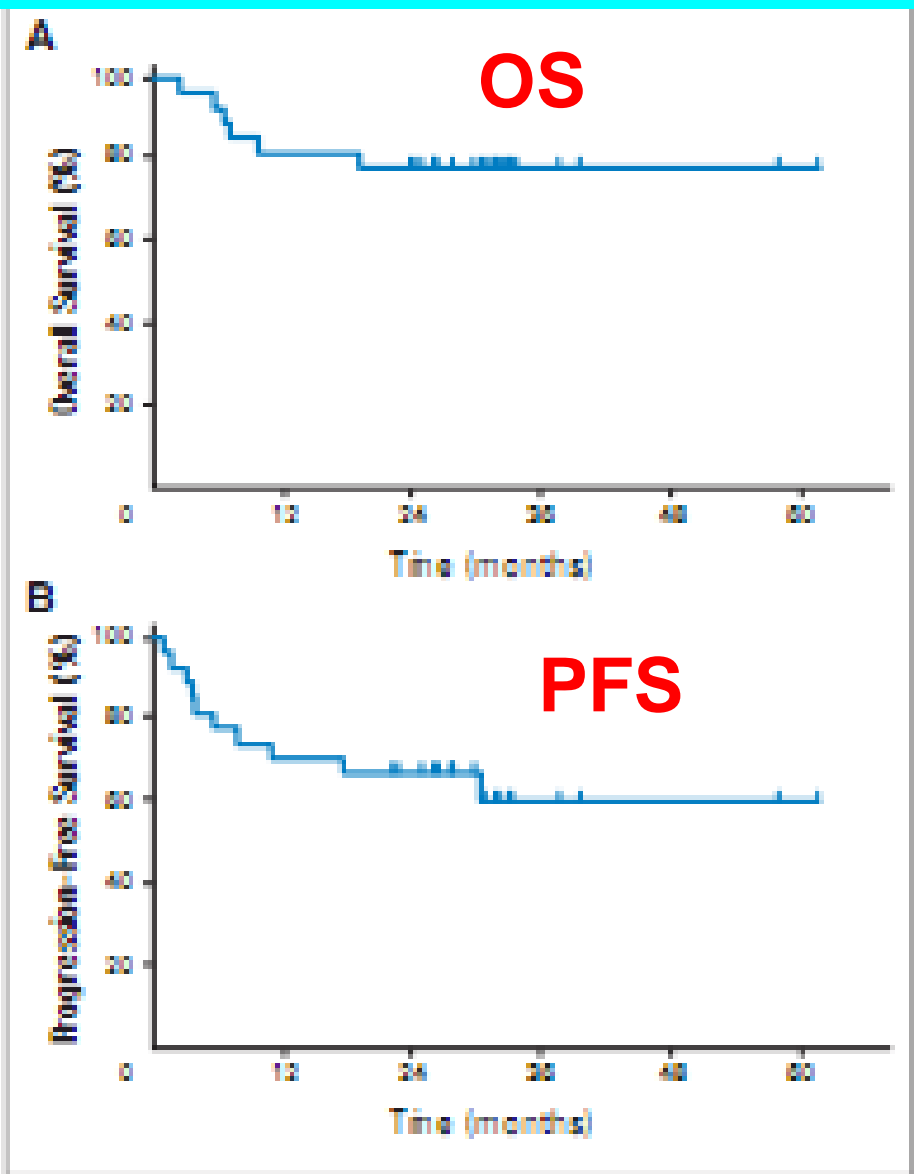 A
OS
100
80
60
40
20
Overall Survival (%)
0 12 24 36 48 60
Time (months)
B
PFS
100
80
60
40
20
Progression-Free Survival (%)
0 12 24 36 48 60
Time (months)